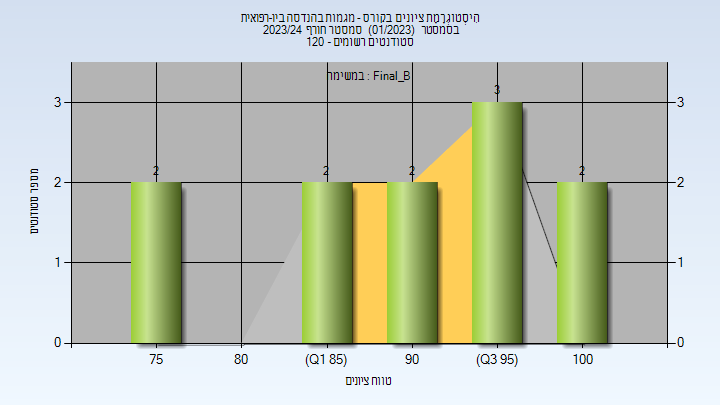 היסטוגרמת ציונים בקורס - מגמות בהנדסה ביו-רפואית
בסמסטר (01/2023) סמסטר חורף 2023/24
סטודנטים רשומים - 120
במשימר : Final_B
3
3
3
2
2
2
2
2
2
1
1
0
0
מספר סטודנטים
75
80
(Q1 85)
90
(Q3 95)
100
טווח ציונים